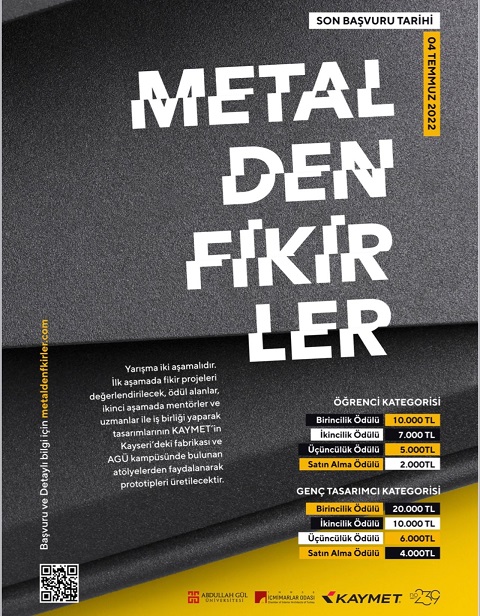 SON BAŞVURU TARİHİ
04 TEMMUZ 2022
METAL
DEN
FİKİR
LER
Başvuru ve Detaylı bilgi için metaldenfkirler.com
Yarışma iki aşamalıdır.
İlk aşamada fikir projeleri
değerlendirilecek, ödül alanlar,
ikinci aşamada mentörler ve
uzmanlar ile iş birliği yaparak
tasarımlarının KAYMET'in
Kayseri'deki fabrikası ve
AGÜ kampüsünde bulunan
atölyelerden faydalanarak
prototipleri üretilecektir.
ÖĞRENCİ KATEGORİSİ
Birincilik Ödülü 10.000 TL
İkincilik Ödülü 7.000 TL
Üçüncülük Ödülü 5.000TL
Satın Alma Ödülü 2.000TL
GENÇ TASARIMCI KATEGORİSİ
Birincilik Ödülü 20.000 TL
İkincilik Ödülü 10.000 TL
Üçüncülük Ödülü 6.000TL
Satın Alma Ödülü 4.000TL
ABDULLAH GÜL
ÜNİVERSİTESİ
İÇMİMARLAR ODASI
KAYMET
239